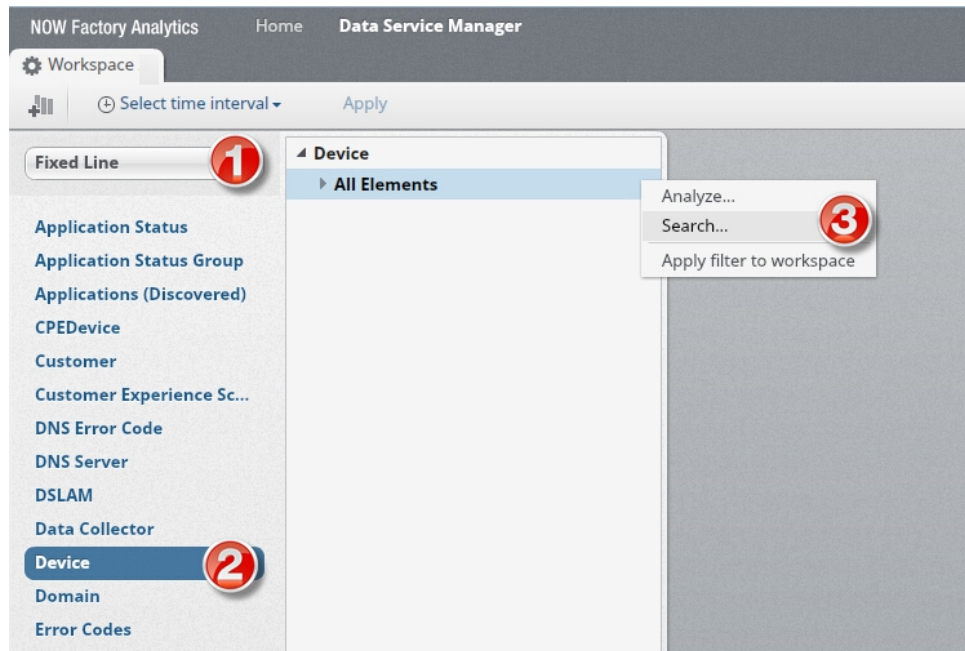 NOW Factory Analytics Home Data Service Manager
Workspace
Select time interval Apply
Fixed Line 1
Application Status
Application Status Group
Applications (Discovered)
CPEDevice
Customer
Customer Experience Sc...
DNS Error Code
DNS Server
DSLAM
Data Collector
Device 2
Domain
Error Codes
Device
All Elements
Analyze...
Search... 3
Apply filter to workspace